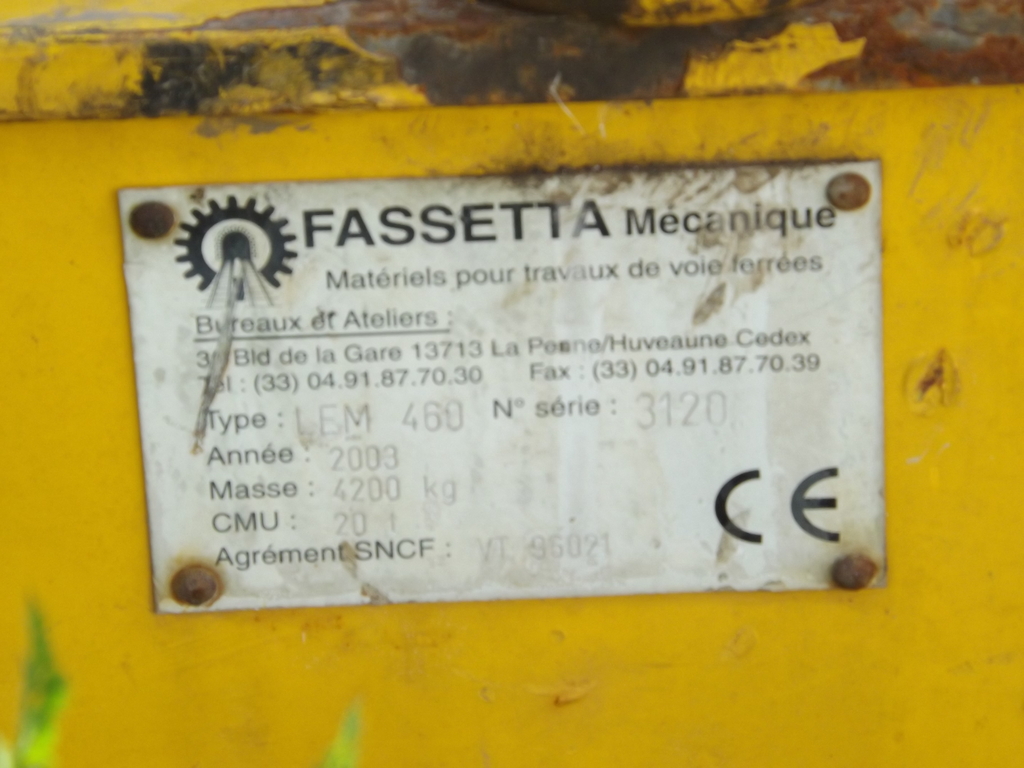 FASSETTA Mécanique
Matériels pour travaux de voie ferrées
Bureaux et Ateliers :
Bld de la Gare 13713 La Penne/Huveaune Cedex
Tél : (33) 04.91.87.70.30 Fax : (33) 04.91.87.70.39
Type : LEM 460 N° série : 3120
Année : 2003
Masse : 4200 kg
CMU : 20 t
Agrément SNCF : VT 96021
CE